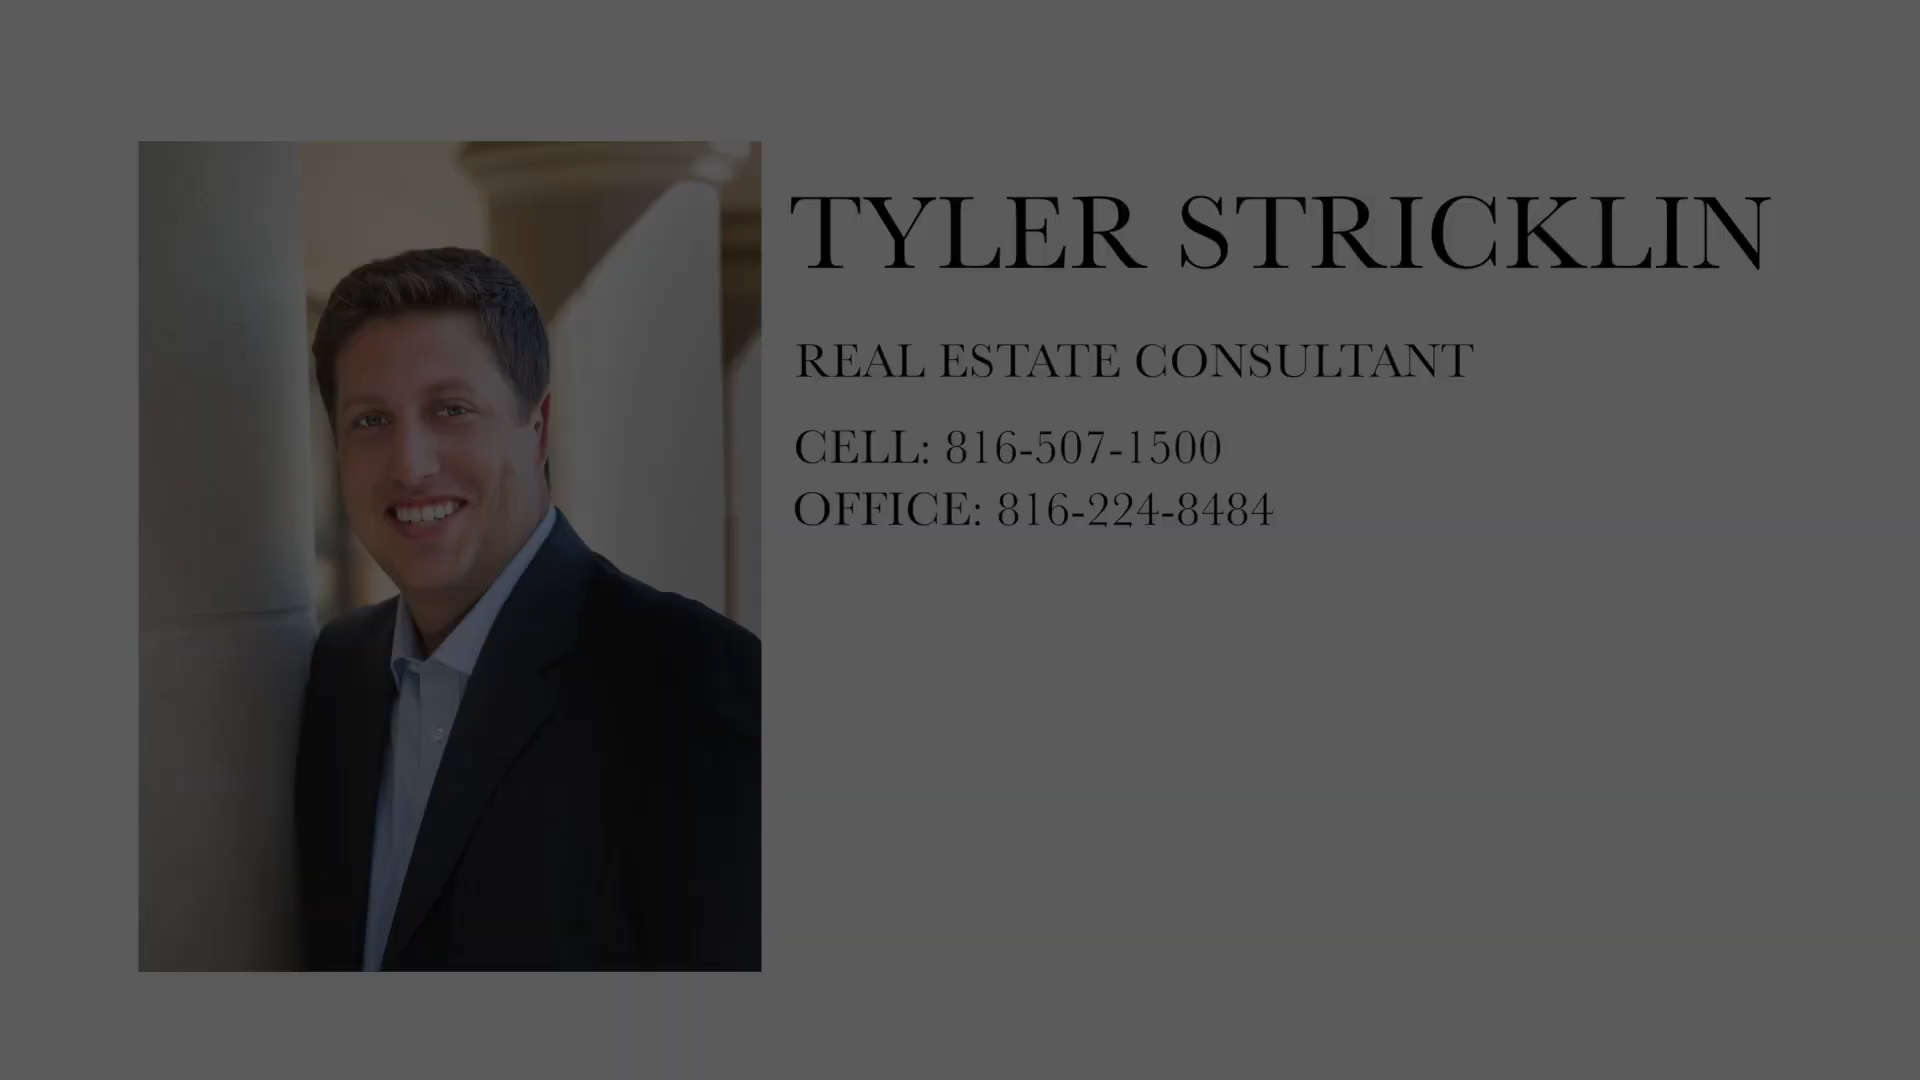 TYLER STRICKLIN
REAL ESTATE CONSULTANT
CELL: 816-507-1500
OFFICE: 816-224-8484